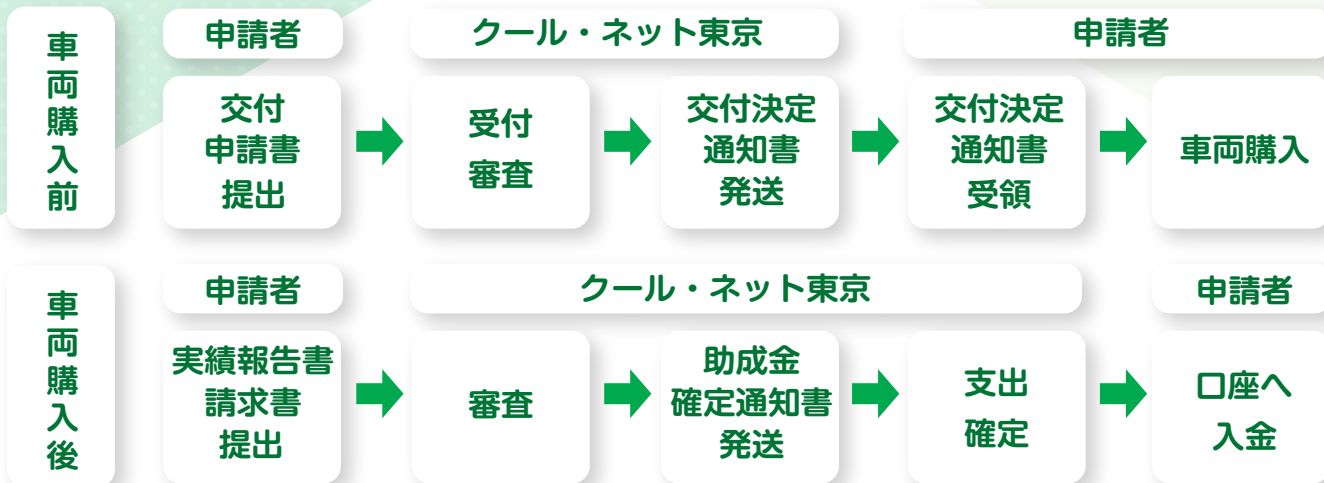 車両購入前
申請者
クール・ネット東京
申請者
交付
申請書
提出
受付
審査
交付決定
通知書
発送
交付決定
通知書
受領
車両購入
車両購入後
申請者
クール・ネット東京
申請者
実績報告書
請求書
提出
審査
助成金
確定通知書
発送
支出
確定
口座へ
入金